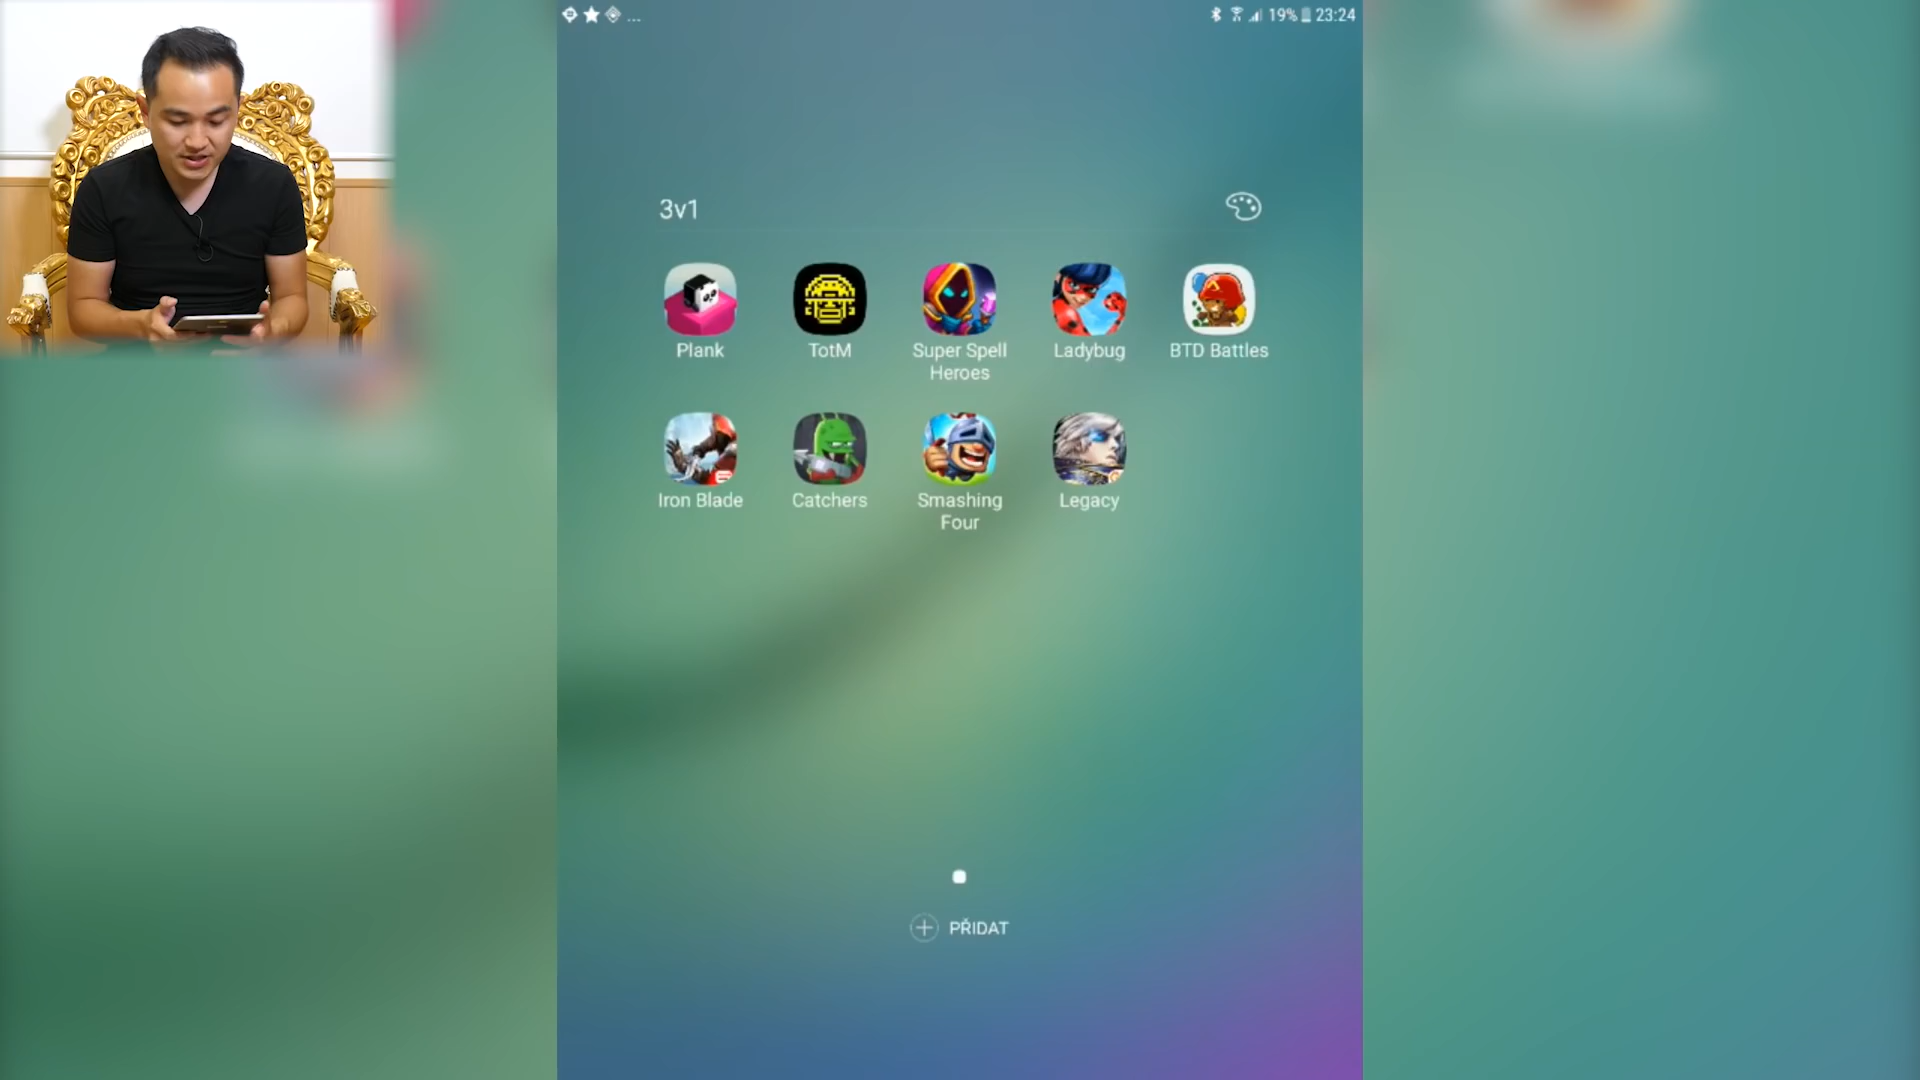 ... 19% 23:24
3v1
Plank TotM Super Spell Ladybug BTD Battles
Heroes
Iron Blade Catchers Smashing Legacy
Four
PŘIDAT